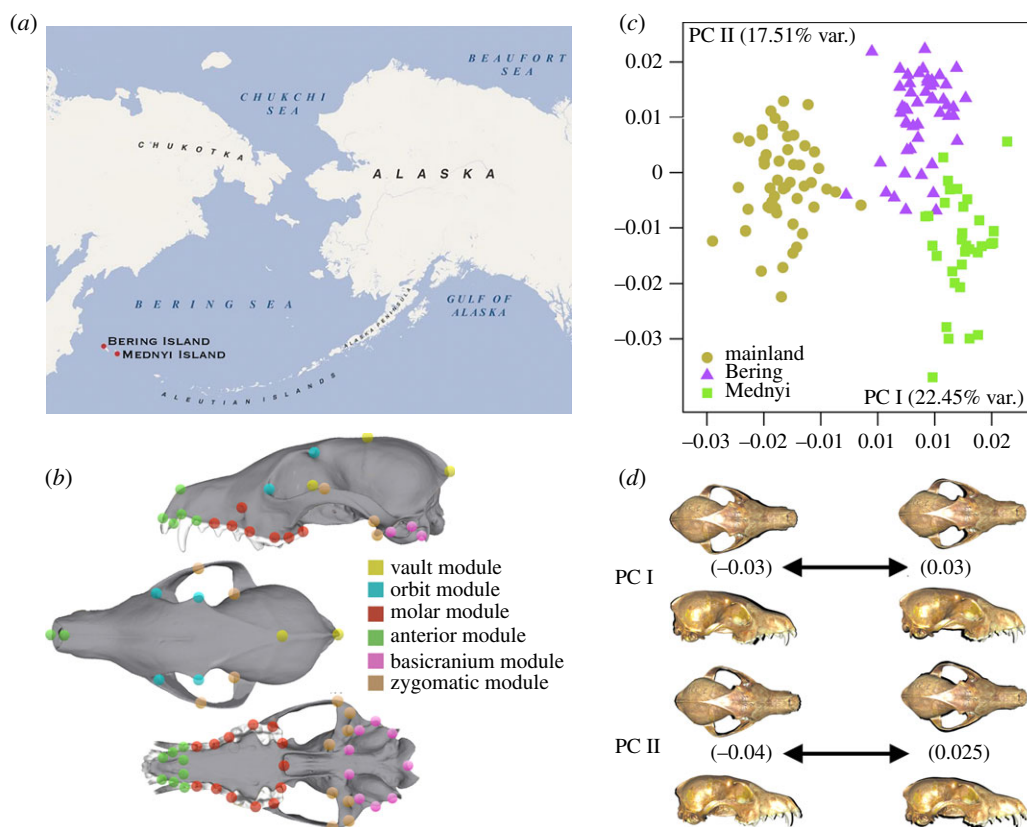 (a)
BEAUFORT
SEA
CHUKCHI
SEA
CHUKOTKA
ALASKA
BERING SEA
GULF OF
ALASKA
ALASKA PENINSULA
BERING ISLAND
MEDNYI ISLAND
ALEUTIAN ISLANDS
(b)
vault module
orbit module
molar module
anterior module
basicranium module
zygomatic module
(c)
PC II (17.51% var.)
0.02
0.01
0
−0.01
−0.02
−0.03
mainland
Bering
Mednyi
PC I (22.45% var.)
−0.03 −0.02 −0.01 0.01 0.01 0.02
(d)
PC I
(−0.03) (0.03)
PC II
(−0.04) (0.025)